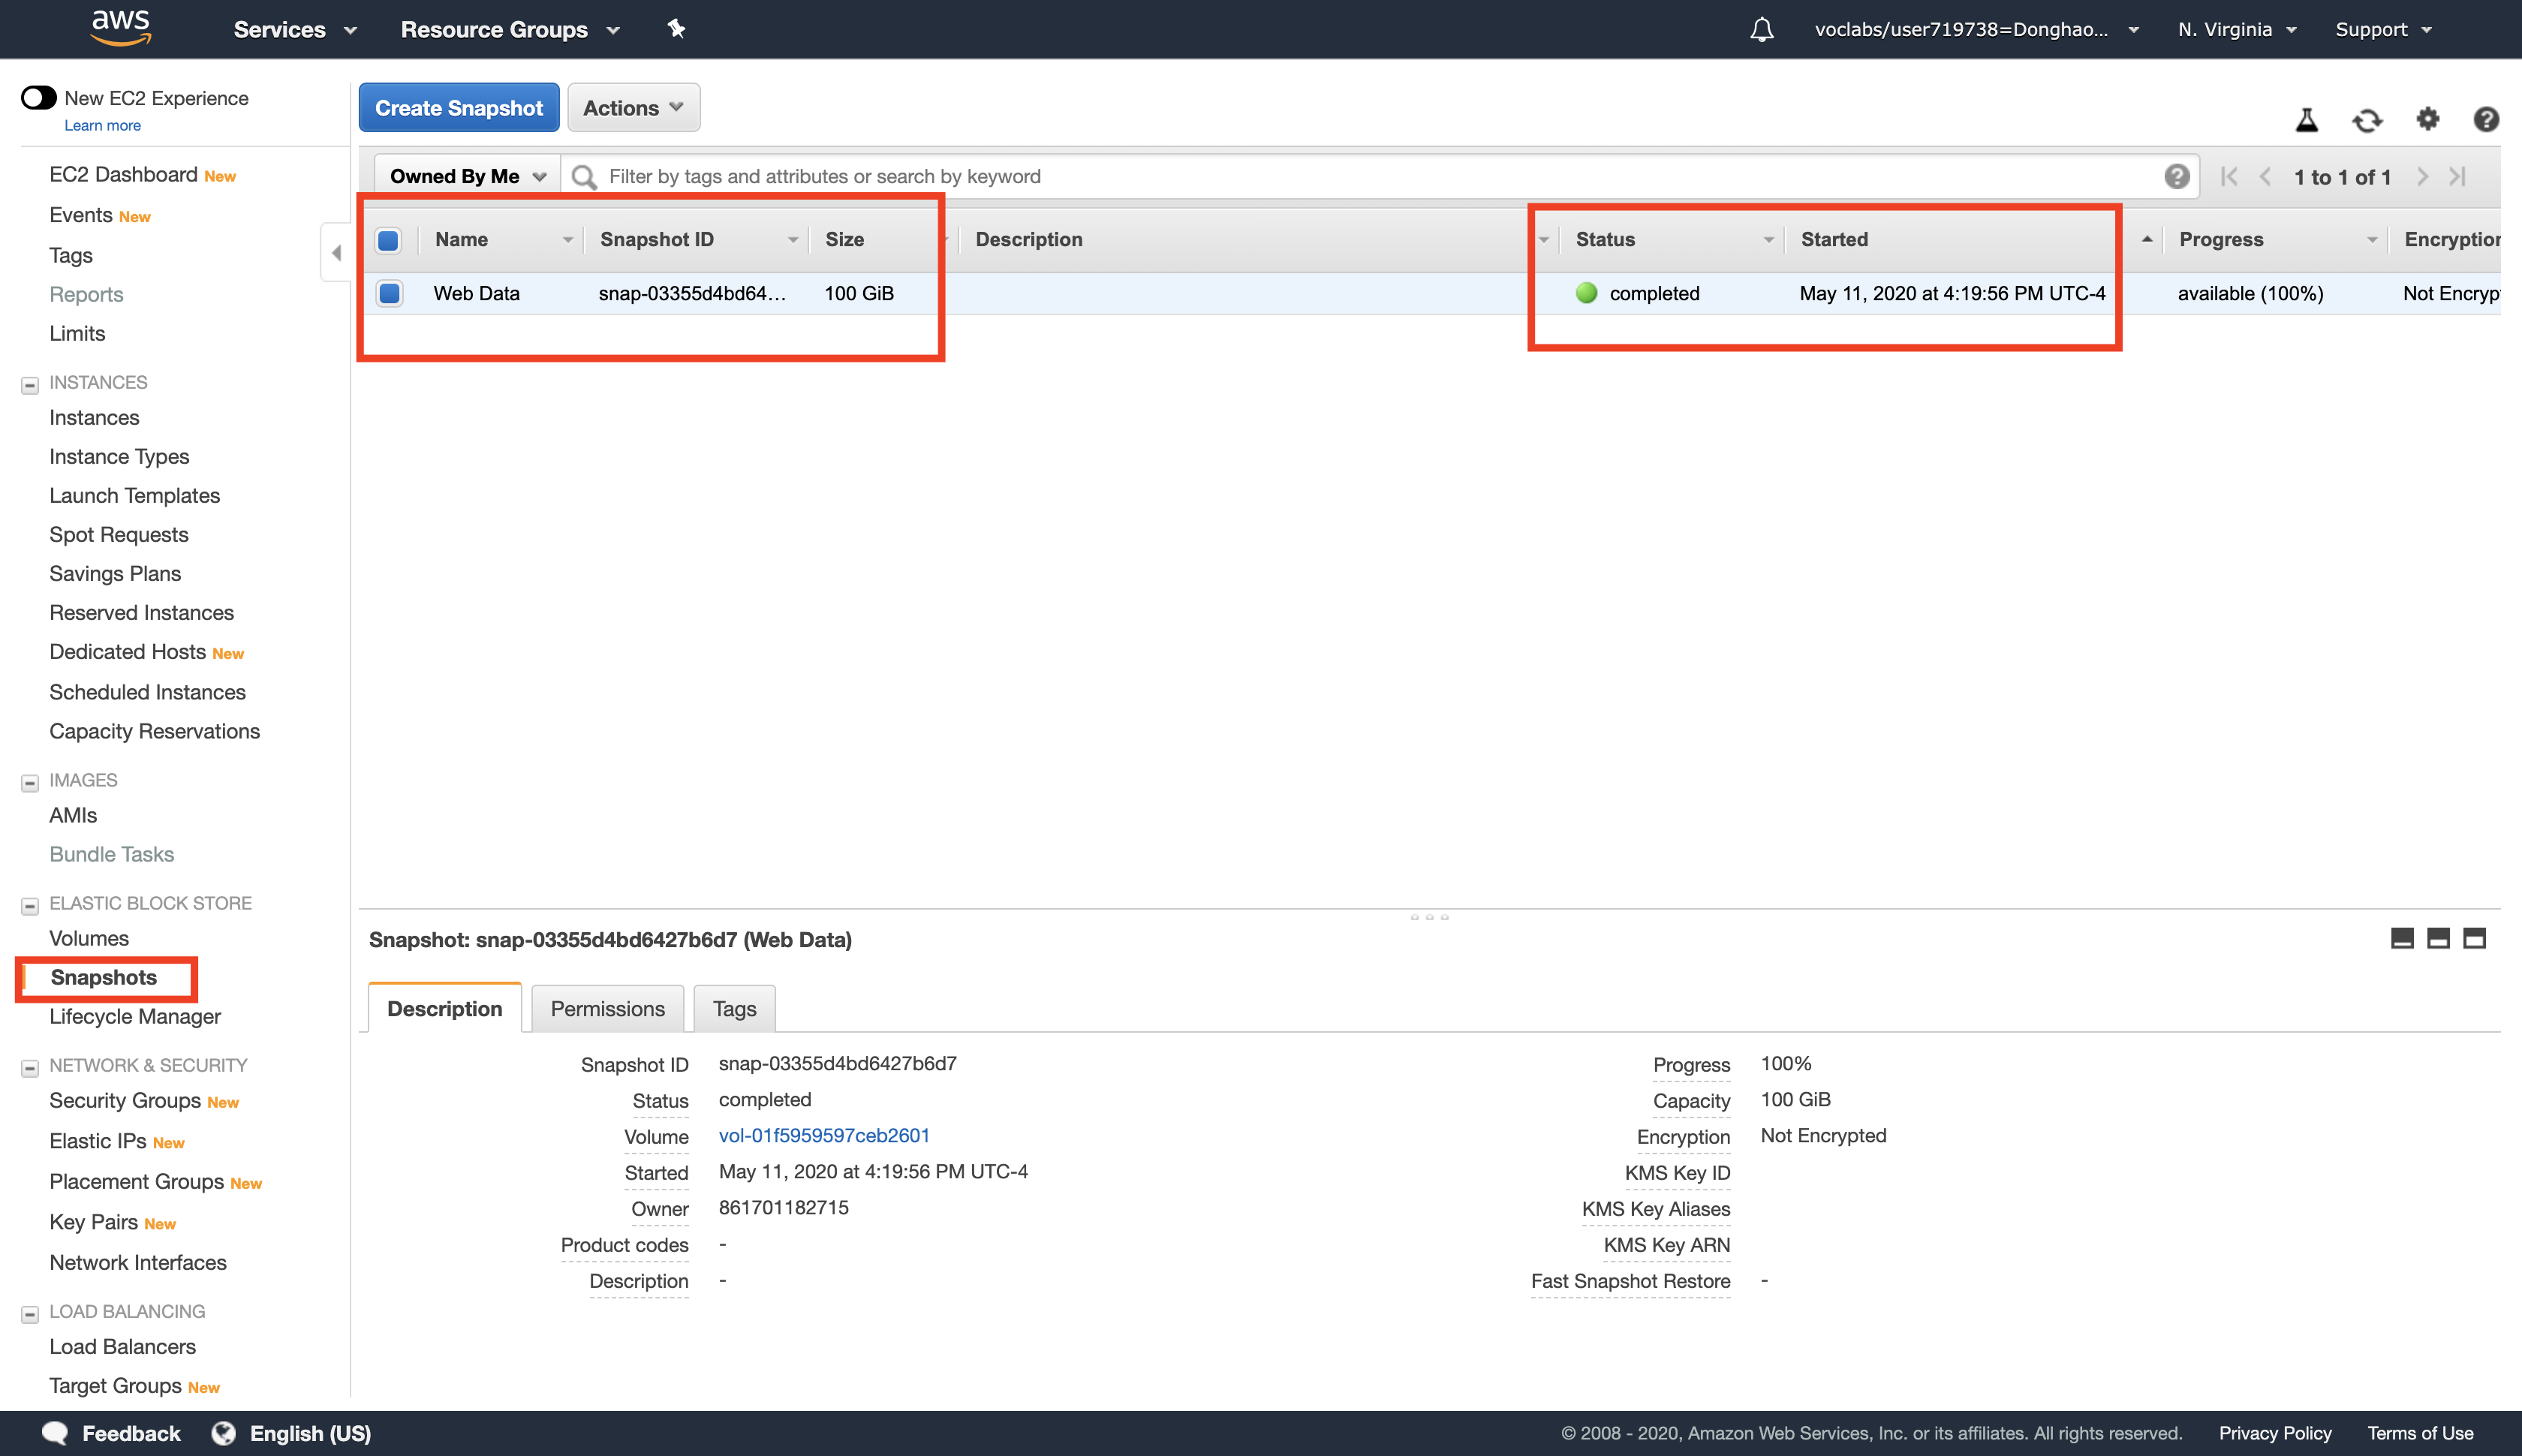 aws Services Resource Groups voclabs/user719738=Donghao... N. Virginia Support
New EC2 Experience
Learn more
EC2 Dashboard New
Events New
Tags
Reports
Limits
INSTANCES
Instances
Instance Types
Launch Templates
Spot Requests
Savings Plans
Reserved Instances
Dedicated Hosts New
Scheduled Instances
Capacity Reservations
IMAGES
AMIs
Bundle Tasks
ELASTIC BLOCK STORE
Volumes
Snapshots
Lifecycle Manager
NETWORK & SECURITY
Security Groups New
Elastic IPs New
Placement Groups New
Key Pairs New
Network Interfaces
LOAD BALANCING
Load Balancers
Target Groups New
Create Snapshot Actions
Owned By Me Filter by tags and attributes or search by keyword 1 to 1 of 1
Name Snapshot ID Size Description Status Started Progress Encryption
Web Data snap-03355d4bd64... 100 GiB completed May 11, 2020 at 4:19:56 PM UTC-4 available (100%) Not Encryp
Snapshot: snap-03355d4bd6427b6d7 (Web Data)
Description Permissions Tags
Snapshot ID snap-03355d4bd6427b6d7
Status completed
Volume vol-01f5959597ceb2601
Started May 11, 2020 at 4:19:56 PM UTC-4
Owner 861701182715
Product codes -
Description -
Progress 100%
Capacity 100 GiB
Encryption Not Encrypted
KMS Key ID
KMS Key Aliases
KMS Key ARN
Fast Snapshot Restore -
Feedback English (US) © 2008 - 2020, Amazon Web Services, Inc. or its affiliates. All rights reserved. Privacy Policy Terms of Use